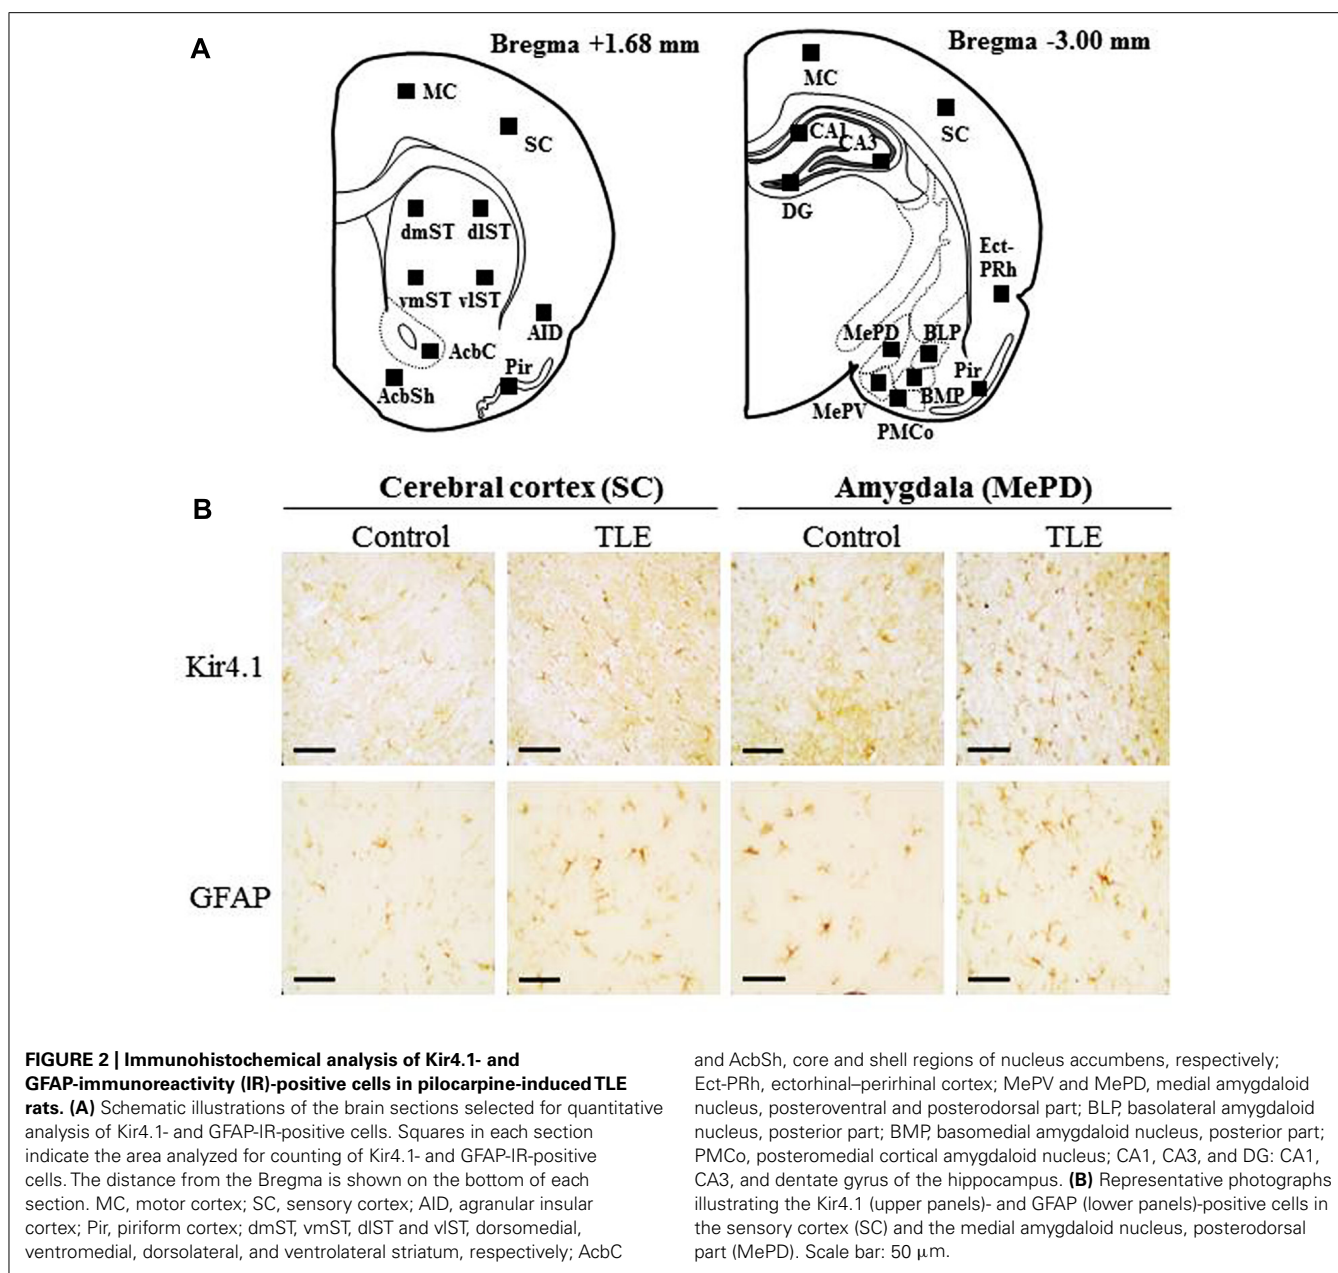 A
Bregma +1.68 mm
MC
SC
dmST dlST
vmST vlST
AID
AcbC
Pir
AcbSh
Bregma -3.00 mm
MC
SC
CA1
CA3
DG
Ect-
PRh
MePD
BLP
Pir
BMP
MePV
PMCo
B
Cerebral cortex (SC)
Amygdala (MePD)
Control
TLE
Control
TLE
Kir4.1
GFAP
FIGURE 2 | Immunohistochemical analysis of Kir4.1- and
GFAP-immunoreactivity (IR)-positive cells in pilocarpine-induced TLE
rats. (A) Schematic illustrations of the brain sections selected for quantitative
analysis of Kir4.1- and GFAP-IR-positive cells. Squares in each section
indicate the area analyzed for counting of Kir4.1- and GFAP-IR-positive
cells. The distance from the Bregma is shown on the bottom of each
section. MC, motor cortex; SC, sensory cortex; AID, agranular insular
cortex; Pir, piriform cortex; dmST, vmST, dlST and vlST, dorsomedial,
ventromedial, dorsolateral, and ventrolateral striatum, respectively; AcbC
and AcbSh, core and shell regions of nucleus accumbens, respectively;
Ect-PRh, ectorhinal–perirhinal cortex; MePV and MePD, medial amygdaloid
nucleus, posteroventral and posterodorsal part; BLP, basolateral amygdaloid
nucleus, posterior part; BMP, basomedial amygdaloid nucleus, posterior part;
PMCo, posteromedial cortical amygdaloid nucleus; CA1, CA3, and DG: CA1,
CA3, and dentate gyrus of the hippocampus. (B) Representative photographs
illustrating the Kir4.1 (upper panels)- and GFAP (lower panels)-positive cells in
the sensory cortex (SC) and the medial amygdaloid nucleus, posterodorsal
part (MePD). Scale bar: 50 μm.